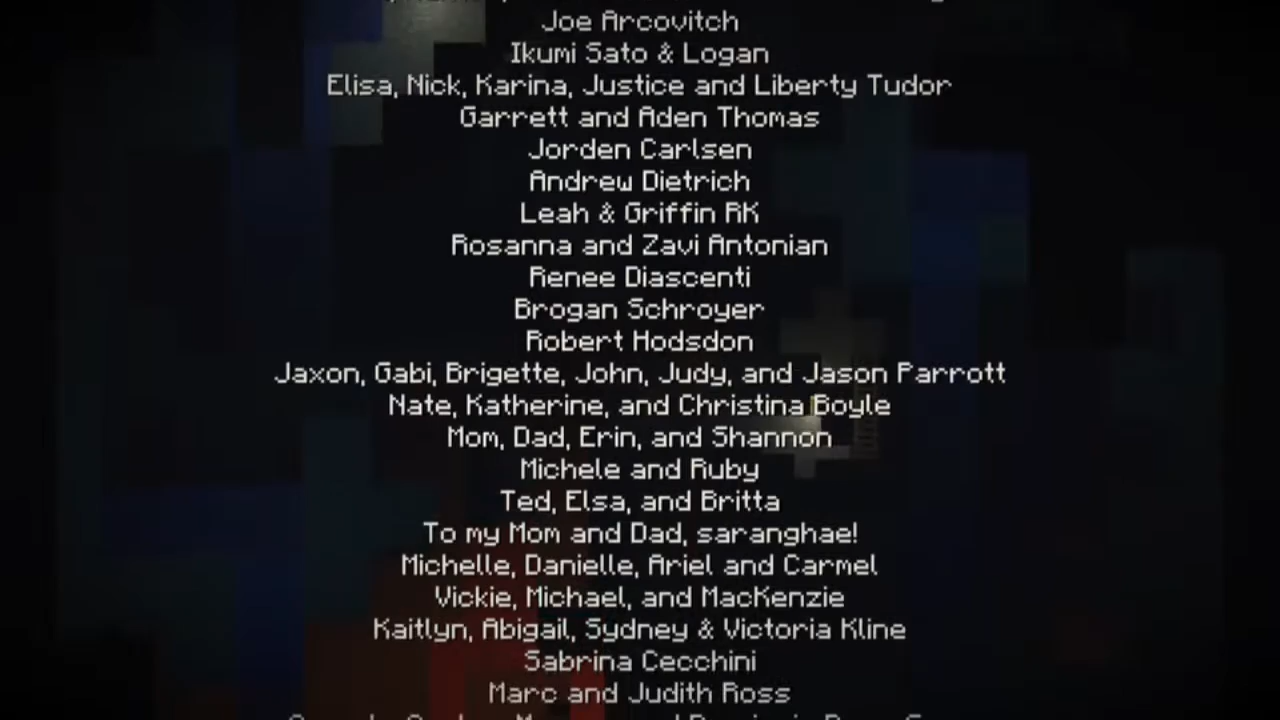 Joe Arcovitch
Ikumi Sato & Logan
Elisa, Nick, Karina, Justice and Liberty Tudor
Garrett and Aden Thomas
Jorden Carlsen
Andrew Dietrich
Leah & Griffin RK
Rosanna and Zavi Antonian
Renee Diascenti
Brogan Schroyer
Robert Hodsdon
Jaxon, Gabi, Brigette, John, Judy, and Jason Parrott
Nate, Katherine, and Christina Boyle
Mom, Dad, Erin, and Shannon
Michele and Ruby
Ted, Elsa, and Britta
To my Mom and Dad, saranghae!
Michelle, Danielle, Ariel and Carmel
Vickie, Michael, and MacKenzie
Kaitlyn, Abigail, Sydney & Victoria Kline
Sabrina Cecchini
Marc and Judith Ross